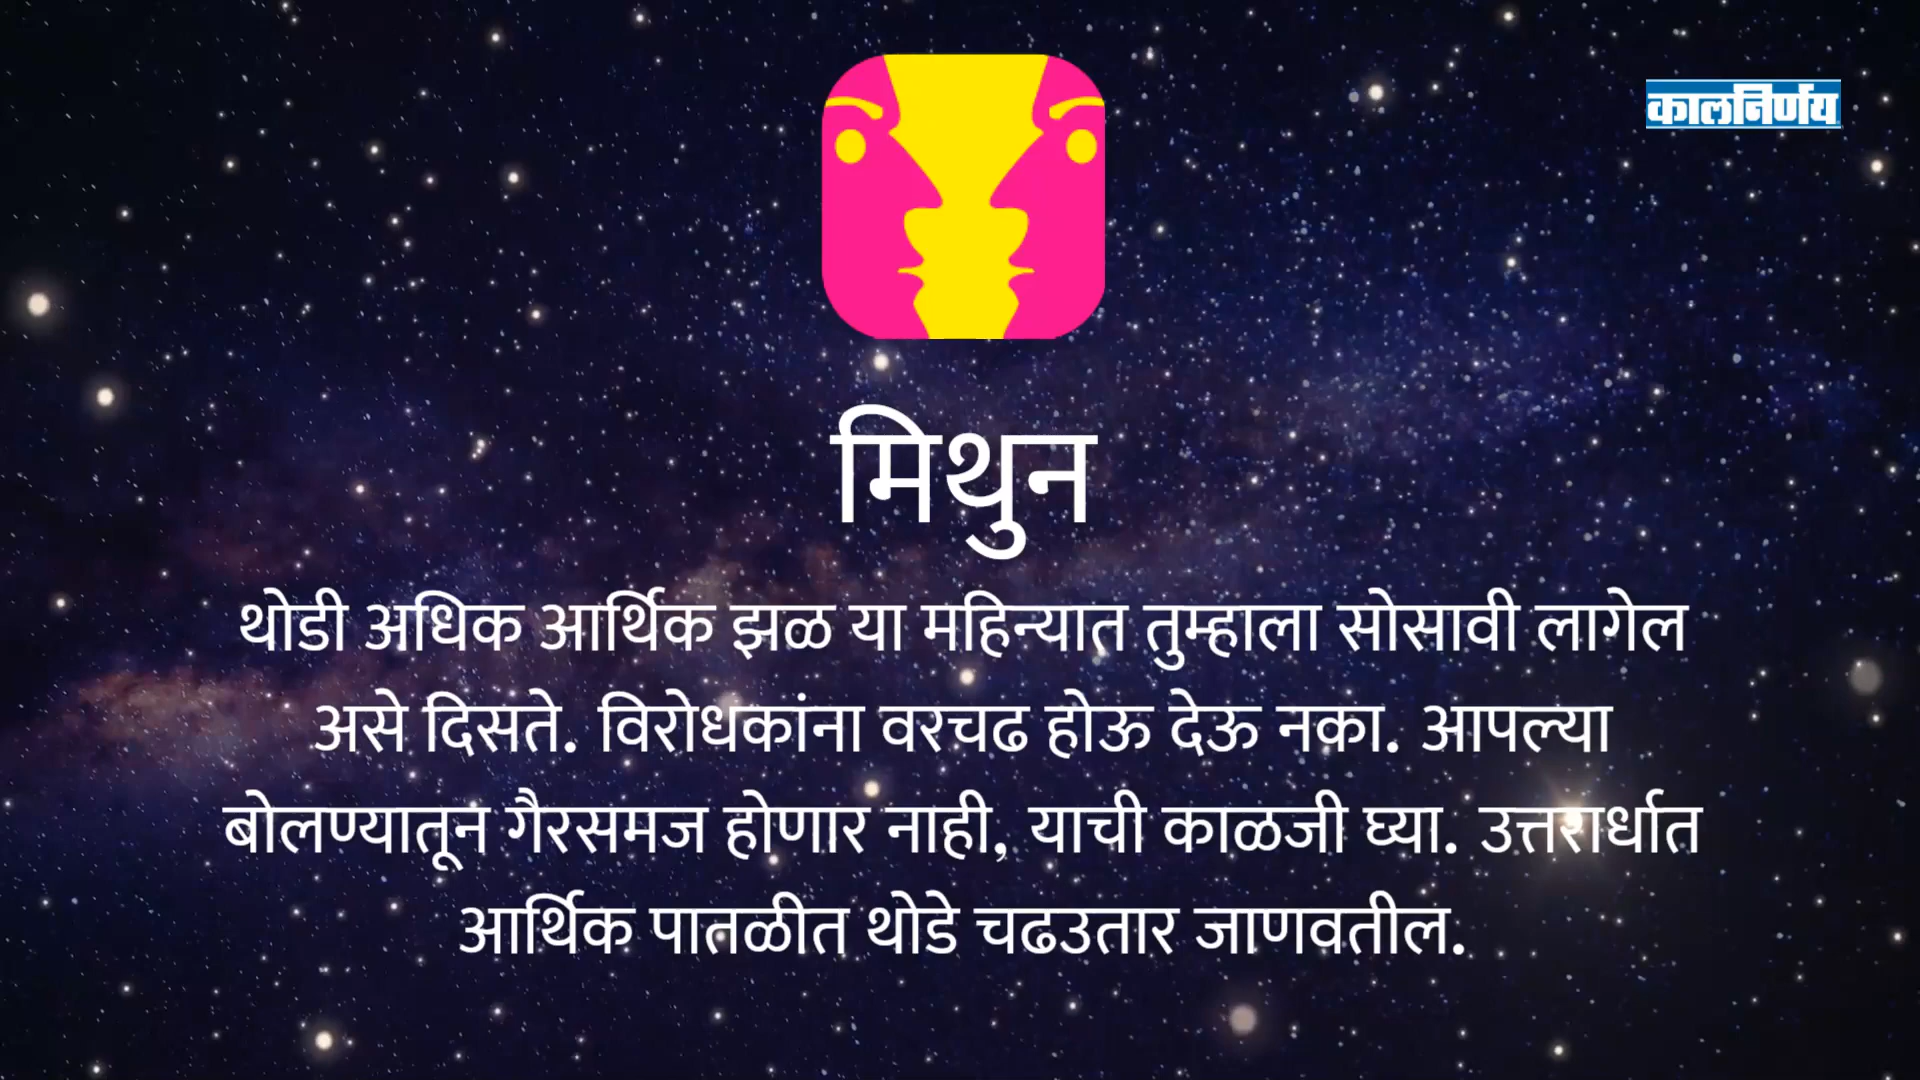 कालनिर्णय
मिथुन
थोडी अधिक आर्थिक झळ या महिन्यात तुम्हाला सोसावी लागेल
असे दिसते. विरोधकांना वरचढ होऊ देऊ नका. आपल्या
बोलण्यातून गैरसमज होणार नाही, याची काळजी घ्या. उत्तरार्धात
आर्थिक पातळीत थोडे चढउतार जाणवतील.